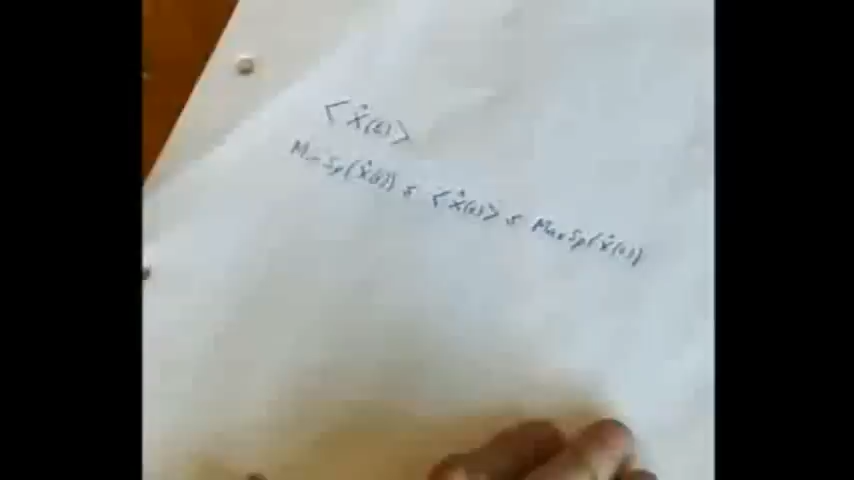 ⟨X̂(t)⟩
Min Sp(X̂(t)) ≤ ⟨X̂(t)⟩ ≤ Max Sp(X̂(t))